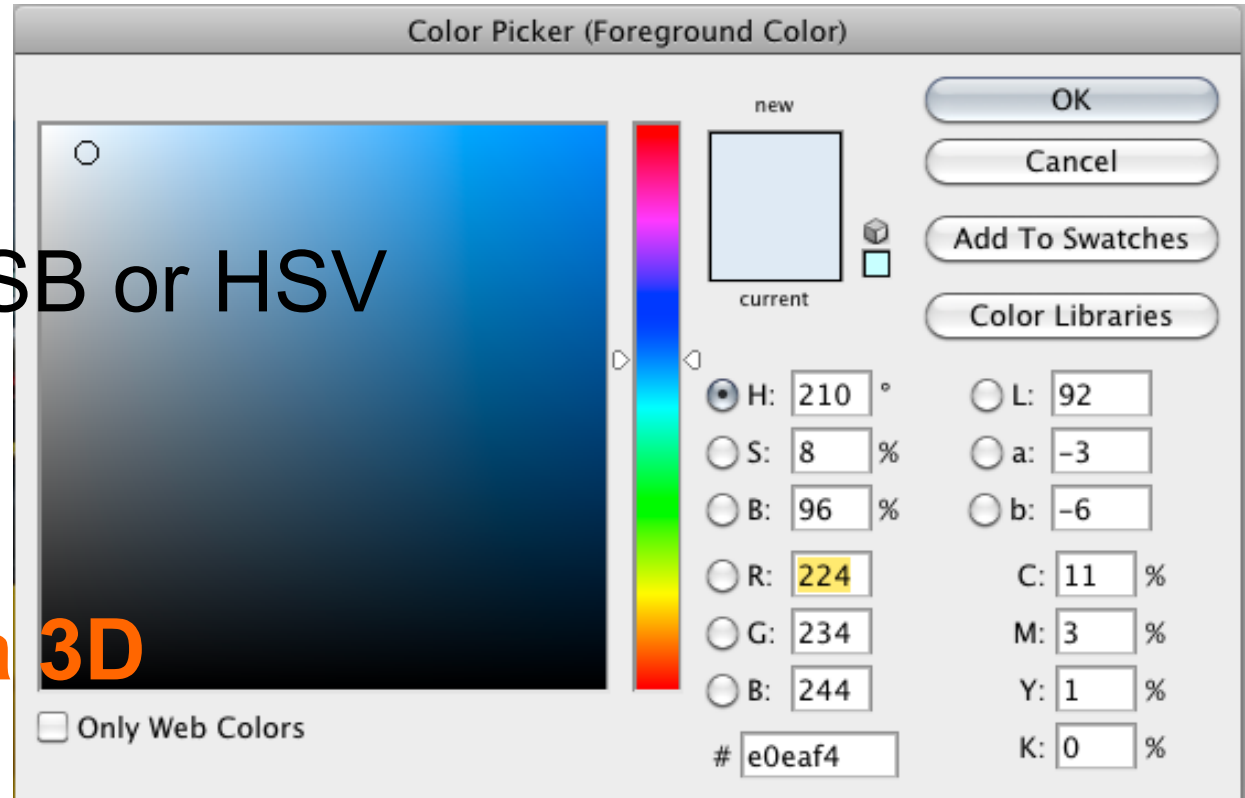 Color Picker (Foreground Color)
new
OK
Cancel
Add To Swatches
SB or HSV
current
Color Libraries
H: 210 °
L: 92
S: 8 %
a: -3
B: 96 %
b: -6
R: 224
C: 11 %
G: 234
M: 3 %
a 3D
B: 244
Y: 1 %
Only Web Colors
# e0eaf4
K: 0 %